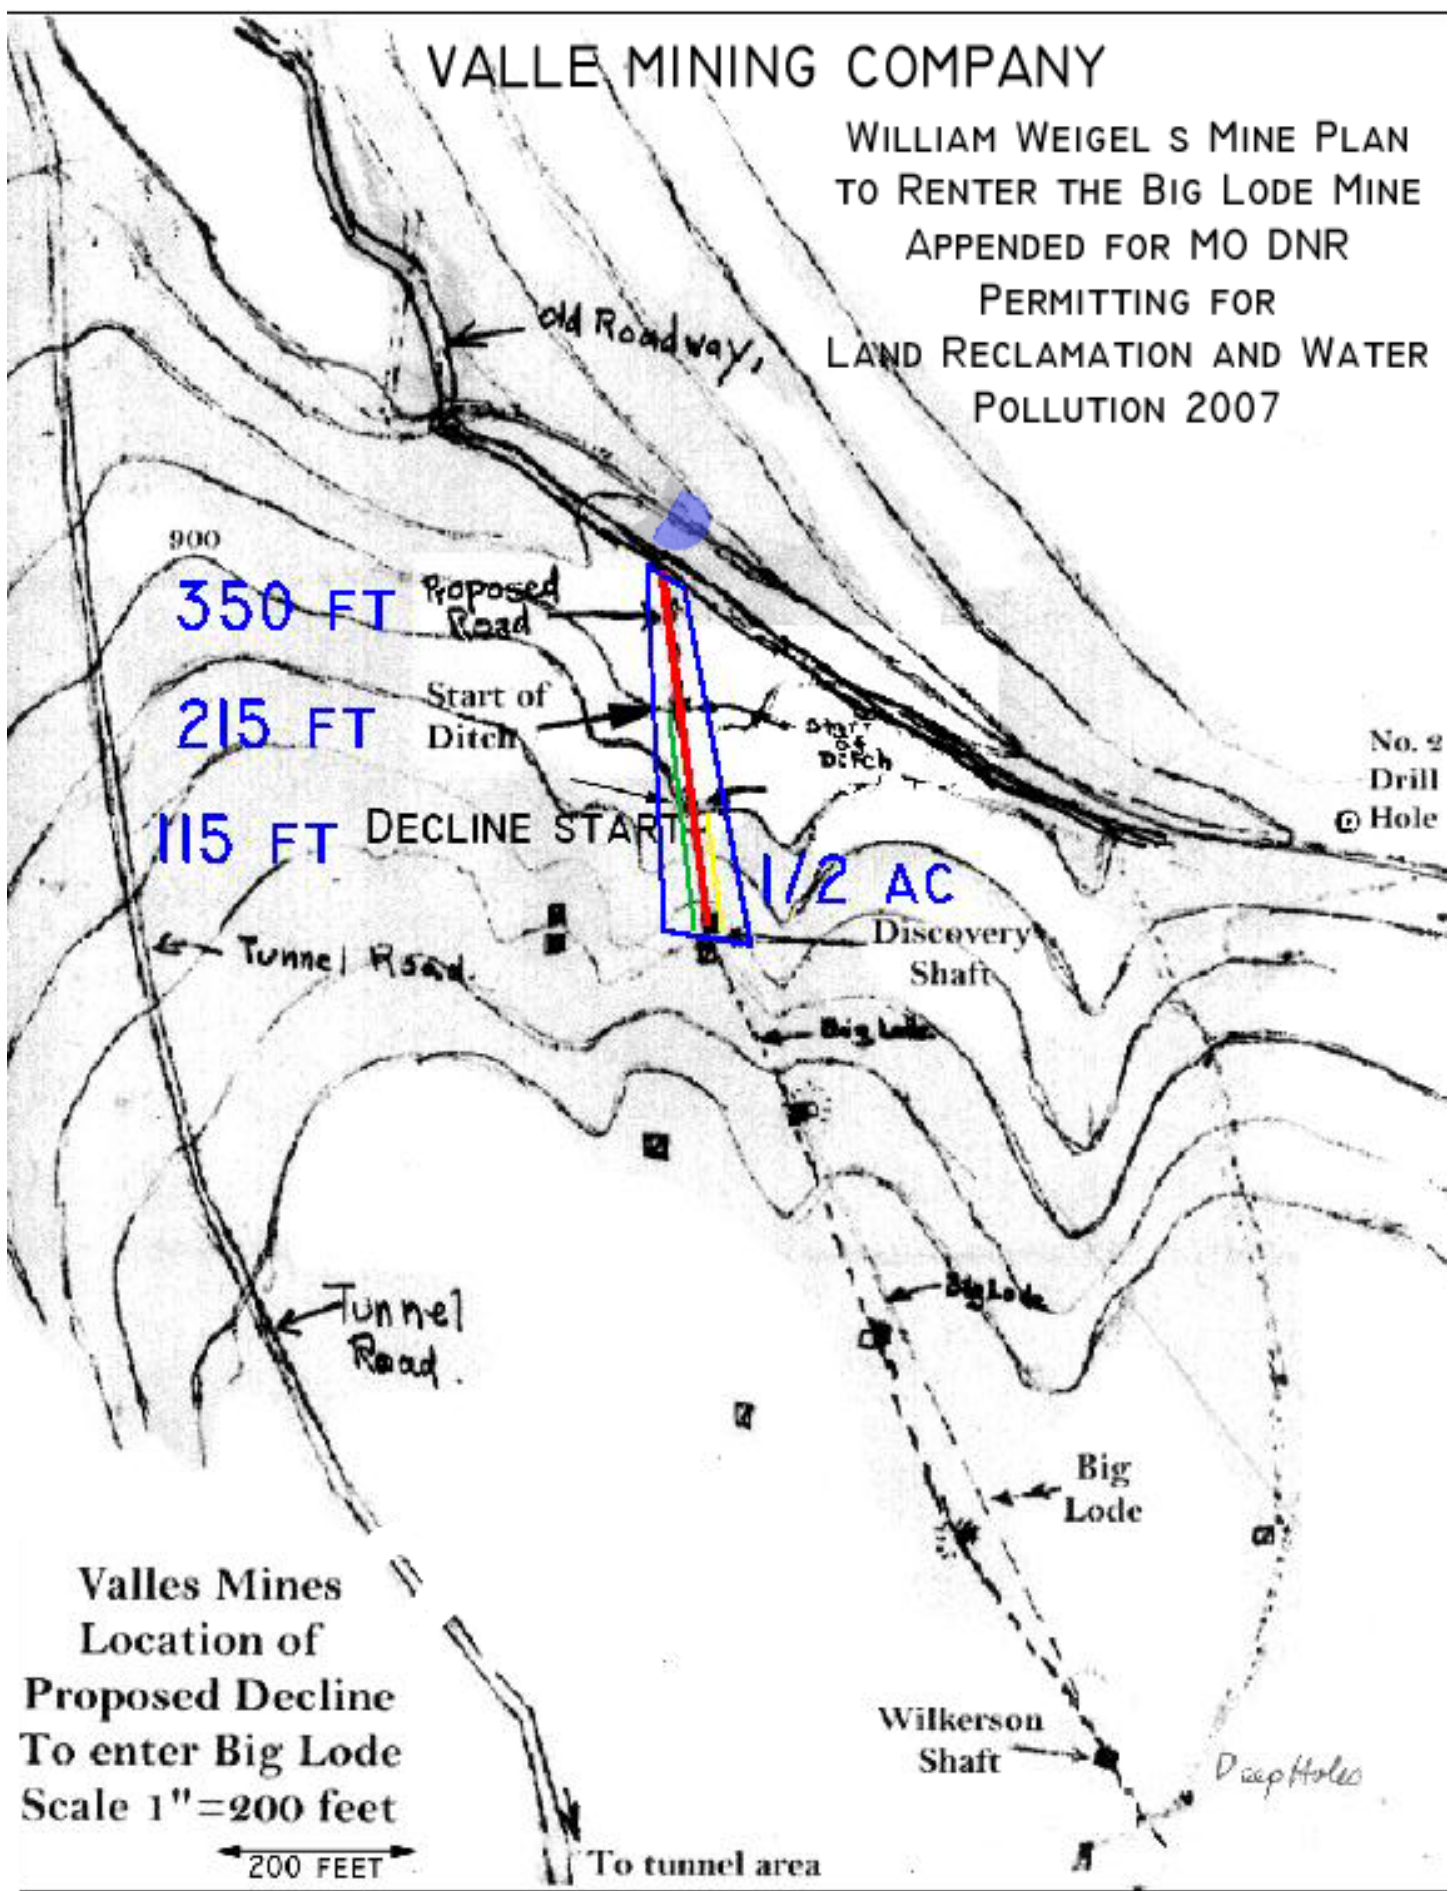 VALLE MINING COMPANY
WILLIAM WEIGEL S MINE PLAN
TO RENTER THE BIG LODE MINE
APPENDED FOR MO DNR
PERMITTING FOR
LAND RECLAMATION AND WATER
POLLUTION 2007
Old Roadway,
900
350 FT
Proposed
Road
Start of
Ditch
215 FT
Start
of
Ditch
No. 2
Drill
Hole
DECLINE START
115 FT
1/2 AC
Discovery
Shaft
Tunnel Road.
Big Lode
Big Lode
Tunnel
Road.
Big
Lode
Valles Mines
Location of
Proposed Decline
To enter Big Lode
Scale 1"=200 feet
200 FEET
Wilkerson
Shaft
Deep Holes
To tunnel area